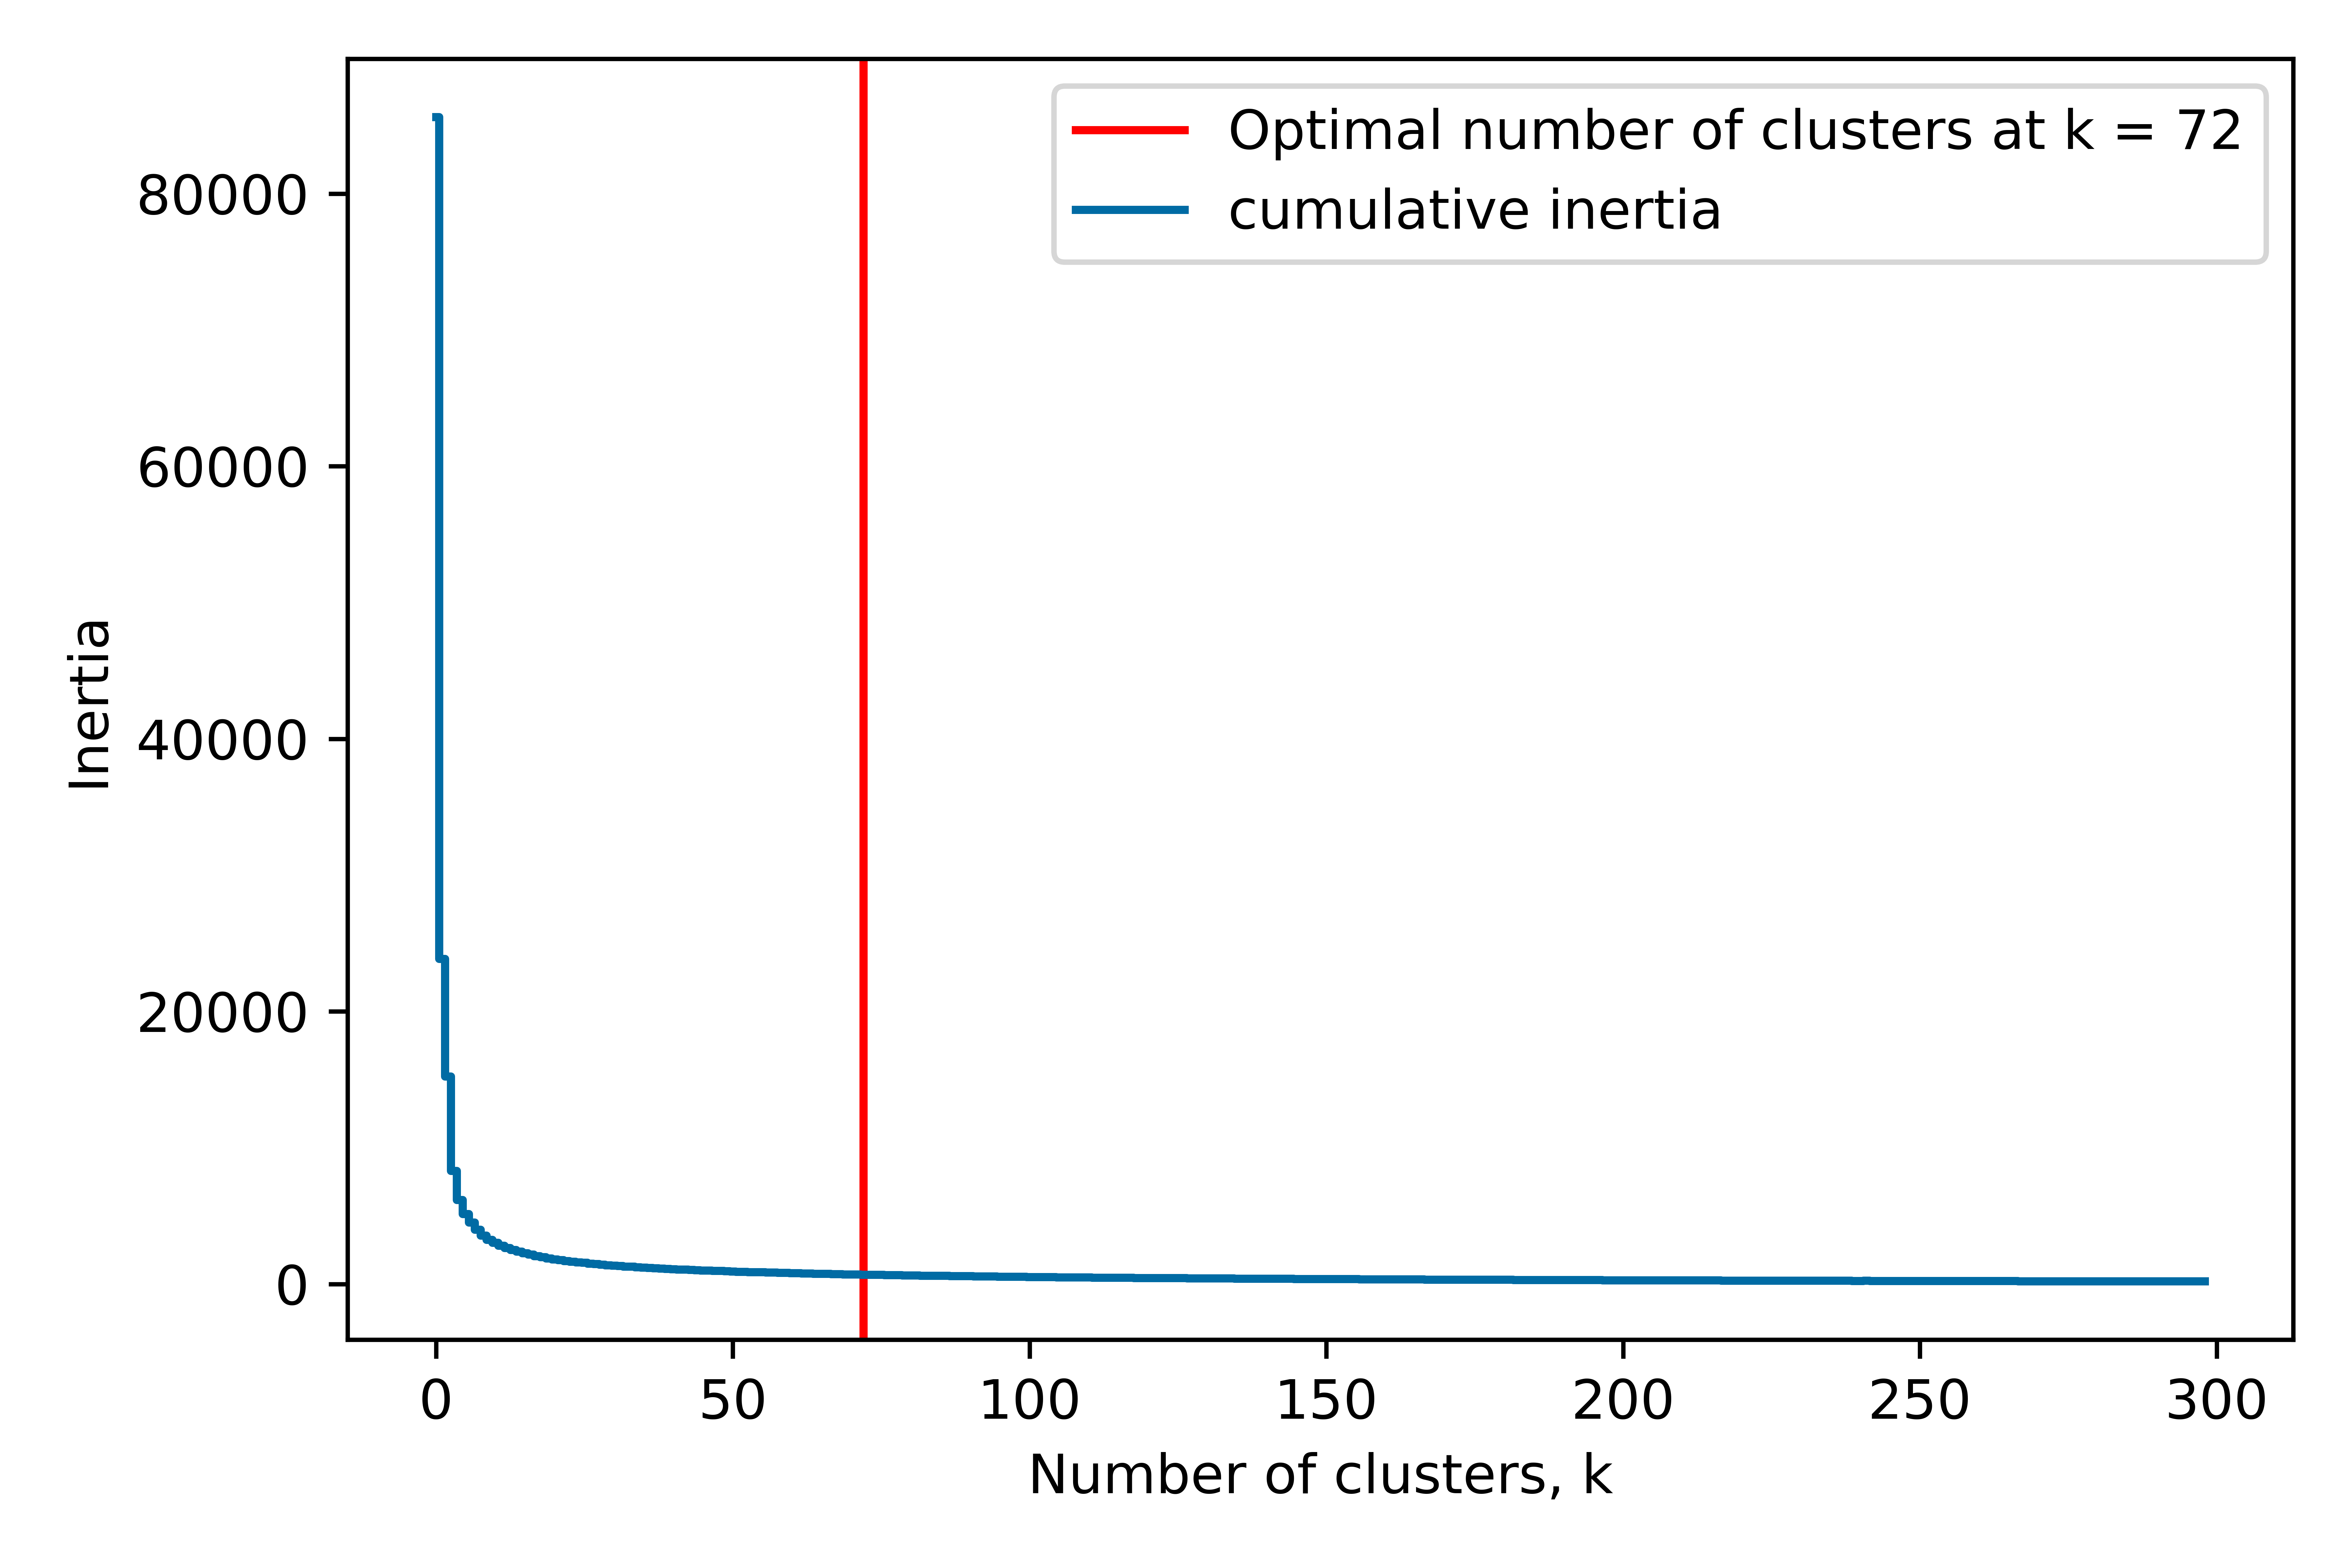 Optimal number of clusters at k = 72
cumulative inertia
80000
60000
40000
20000
0
Inertia
0 50 100 150 200 250 300
Number of clusters, k